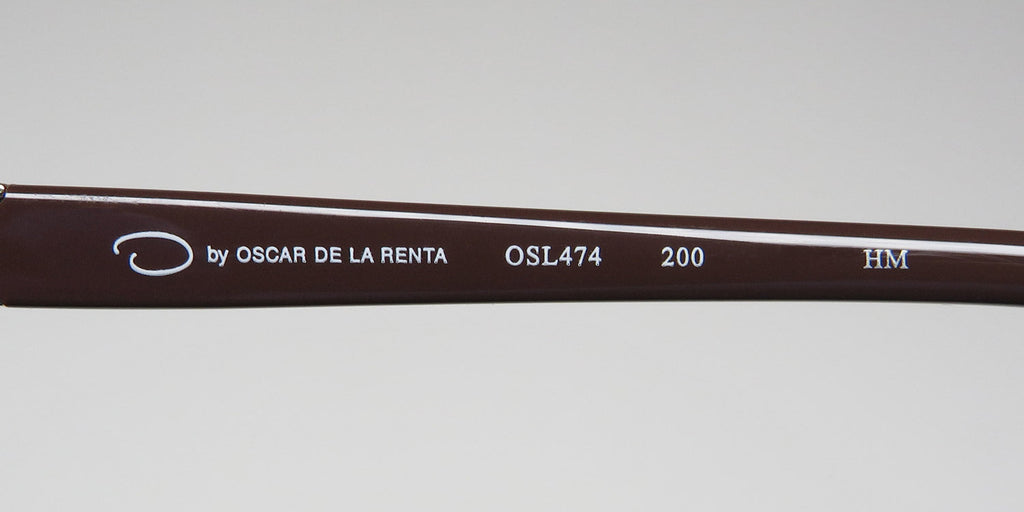 O by OSCAR DE LA RENTA OSL474 200 HM